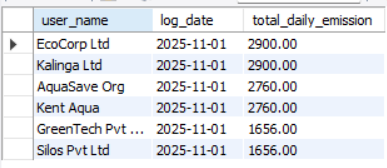 user_name log_date total_daily_emission
EcoCorp Ltd 2025-11-01 2900.00
Kalinga Ltd 2025-11-01 2900.00
AquaSave Org 2025-11-01 2760.00
Kent Aqua 2025-11-01 2760.00
GreenTech Pvt ... 2025-11-01 1656.00
Silos Pvt Ltd 2025-11-01 1656.00